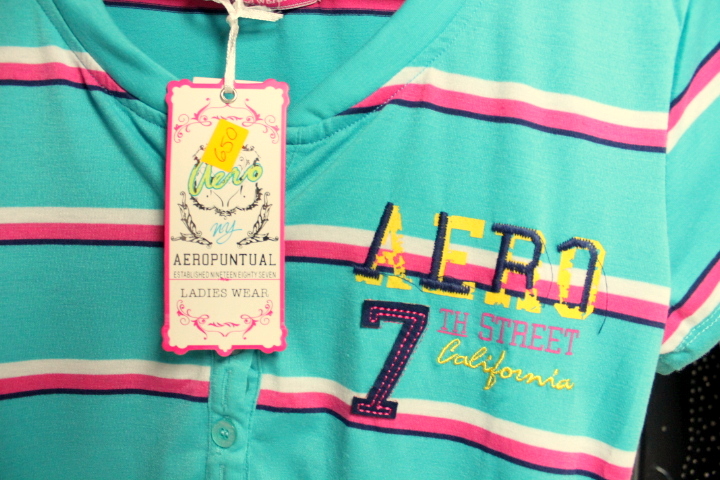 650
Aero
NY
AEROPUNTUAL
ESTABLISHED NINETEEN EIGHTY SEVEN
LADIES WEAR
AERO
7 TH STREET
California